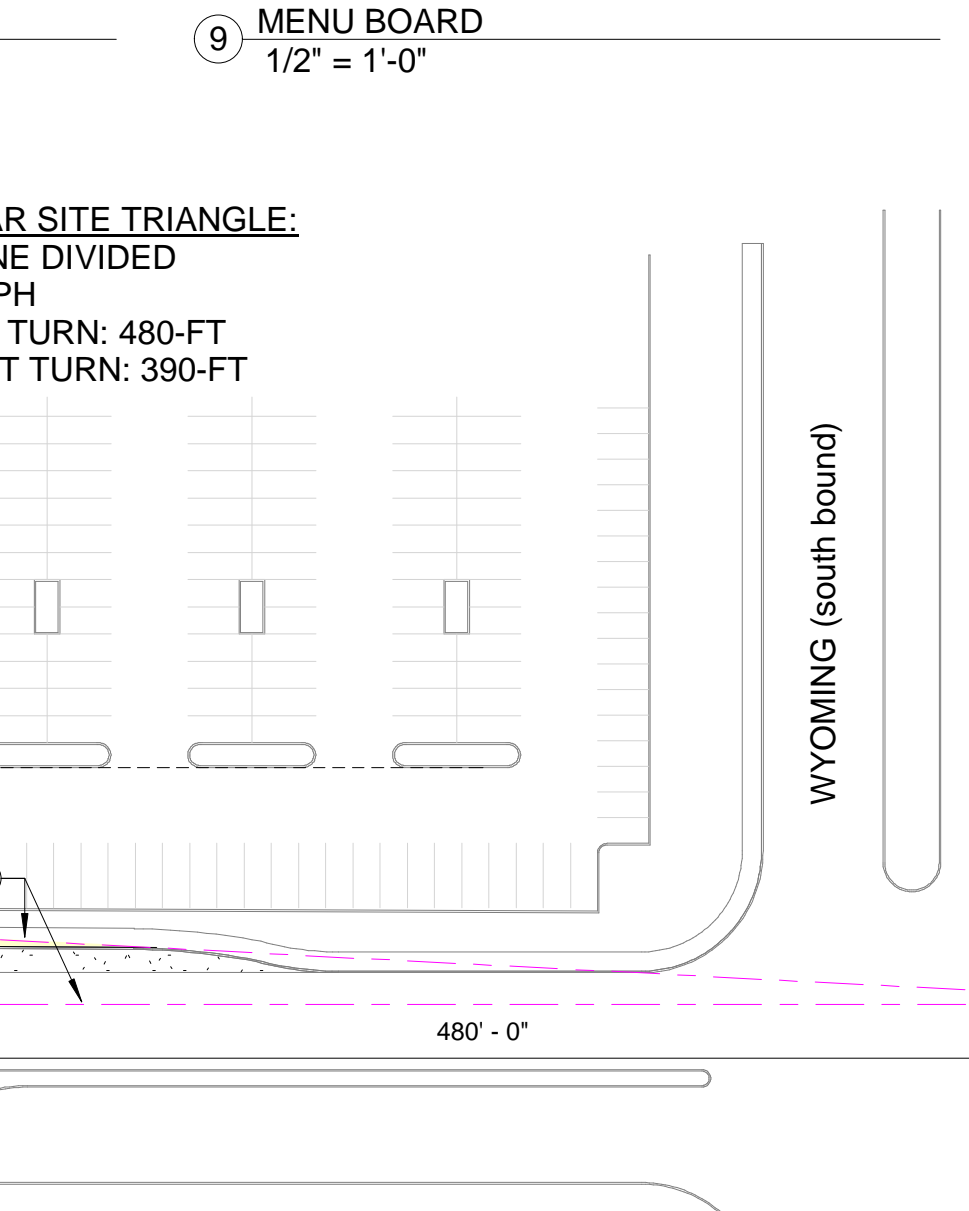 9 MENU BOARD
1/2" = 1'-0"
AR SITE TRIANGLE:
NE DIVIDED
PH
TURN: 480-FT
T TURN: 390-FT
WYOMING (south bound)
480' - 0"